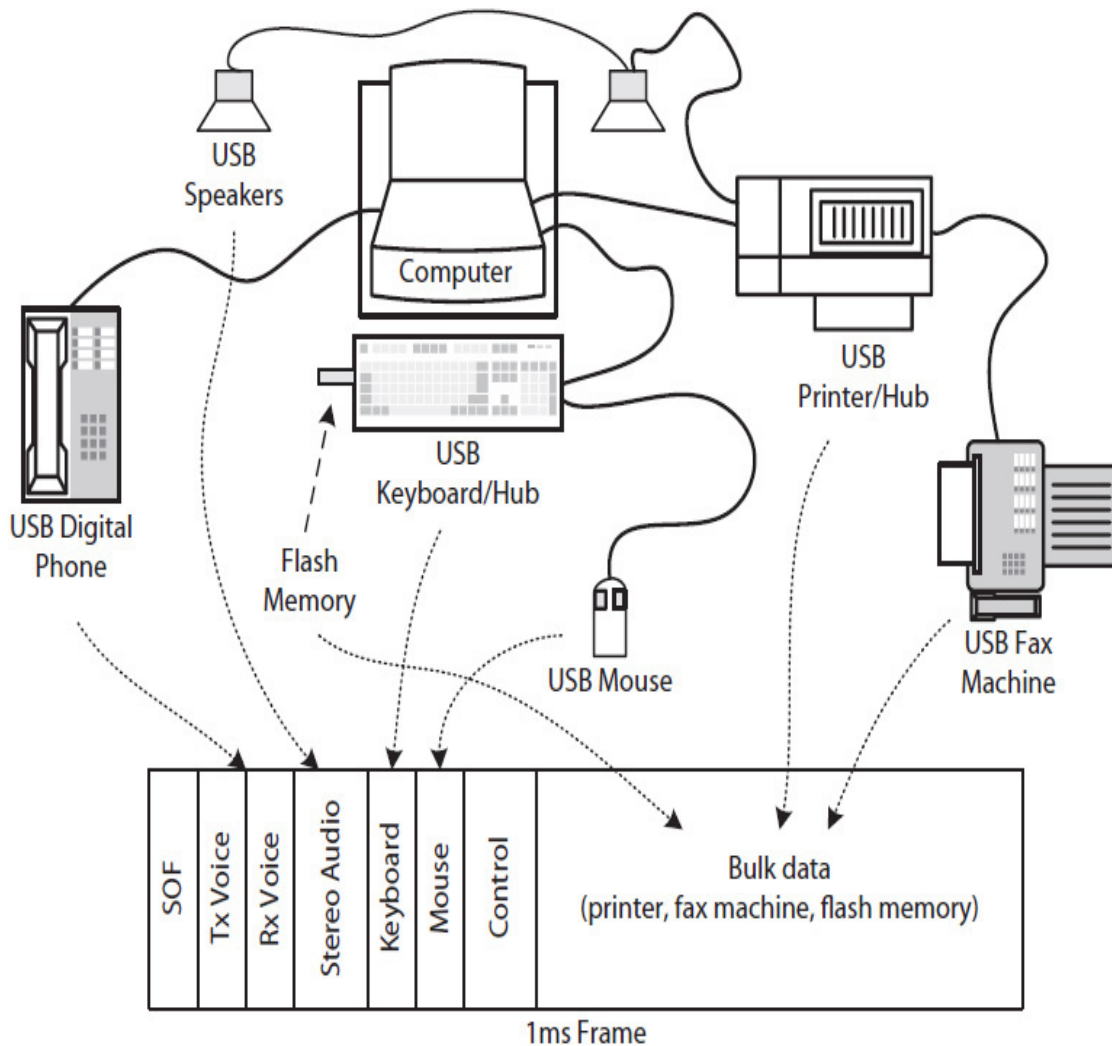 USB
Speakers
Computer
USB
Printer/Hub
USB
Keyboard/Hub
USB Digital
Phone
Flash
Memory
USB Mouse
USB Fax
Machine
SOF
Tx Voice
Rx Voice
Stereo Audio
Keyboard
Mouse
Control
Bulk data
(printer, fax machine, flash memory)
1ms Frame